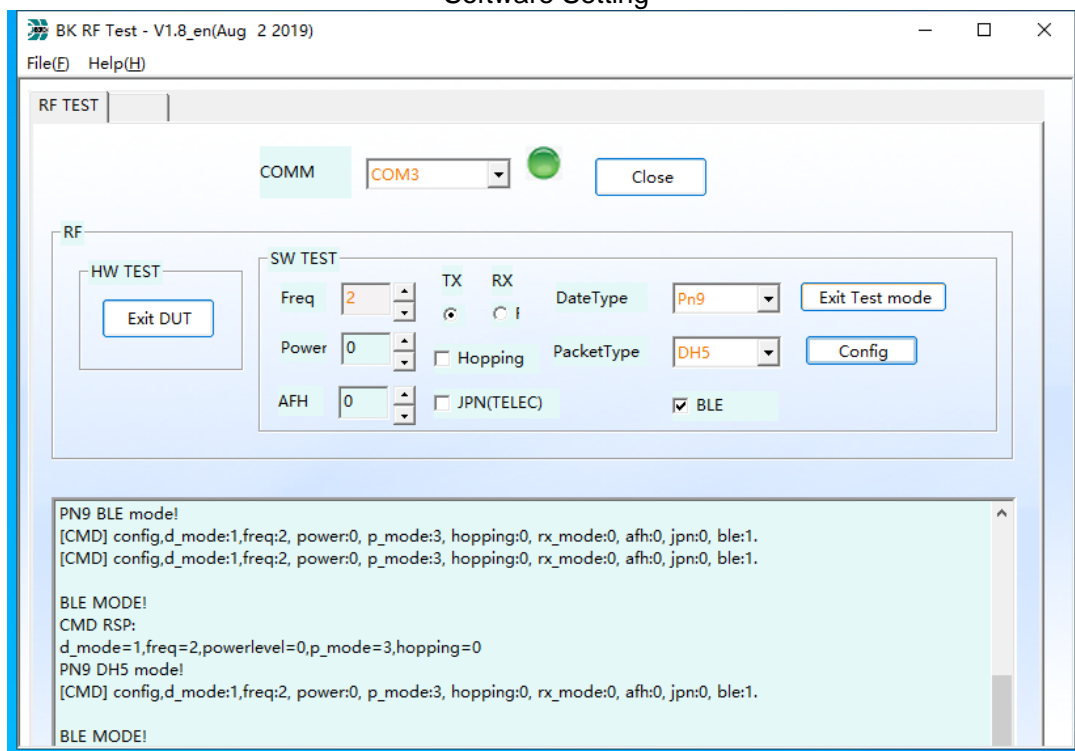 Software Setting
BK RF Test - V1.8_en(Aug 2 2019)
File(F) Help(H)
RF TEST
COMM COM3 Close
RF
HW TEST SW TEST
TX RX
Freq 2 DateType Pn9 Exit Test mode
Exit DUT
Power 0 Hopping PacketType DH5 Config
AFH 0 JPN(TELEC) BLE
PN9 BLE mode!
[CMD] config,d_mode:1,freq:2, power:0, p_mode:3, hopping:0, rx_mode:0, afh:0, jpn:0, ble:1.
[CMD] config,d_mode:1,freq:2, power:0, p_mode:3, hopping:0, rx_mode:0, afh:0, jpn:0, ble:1.
BLE MODE!
CMD RSP:
d_mode=1,freq=2,powerlevel=0,p_mode=3,hopping=0
PN9 DH5 mode!
[CMD] config,d_mode:1,freq:2, power:0, p_mode:3, hopping:0, rx_mode:0, afh:0, jpn:0, ble:1.
BLE MODE!